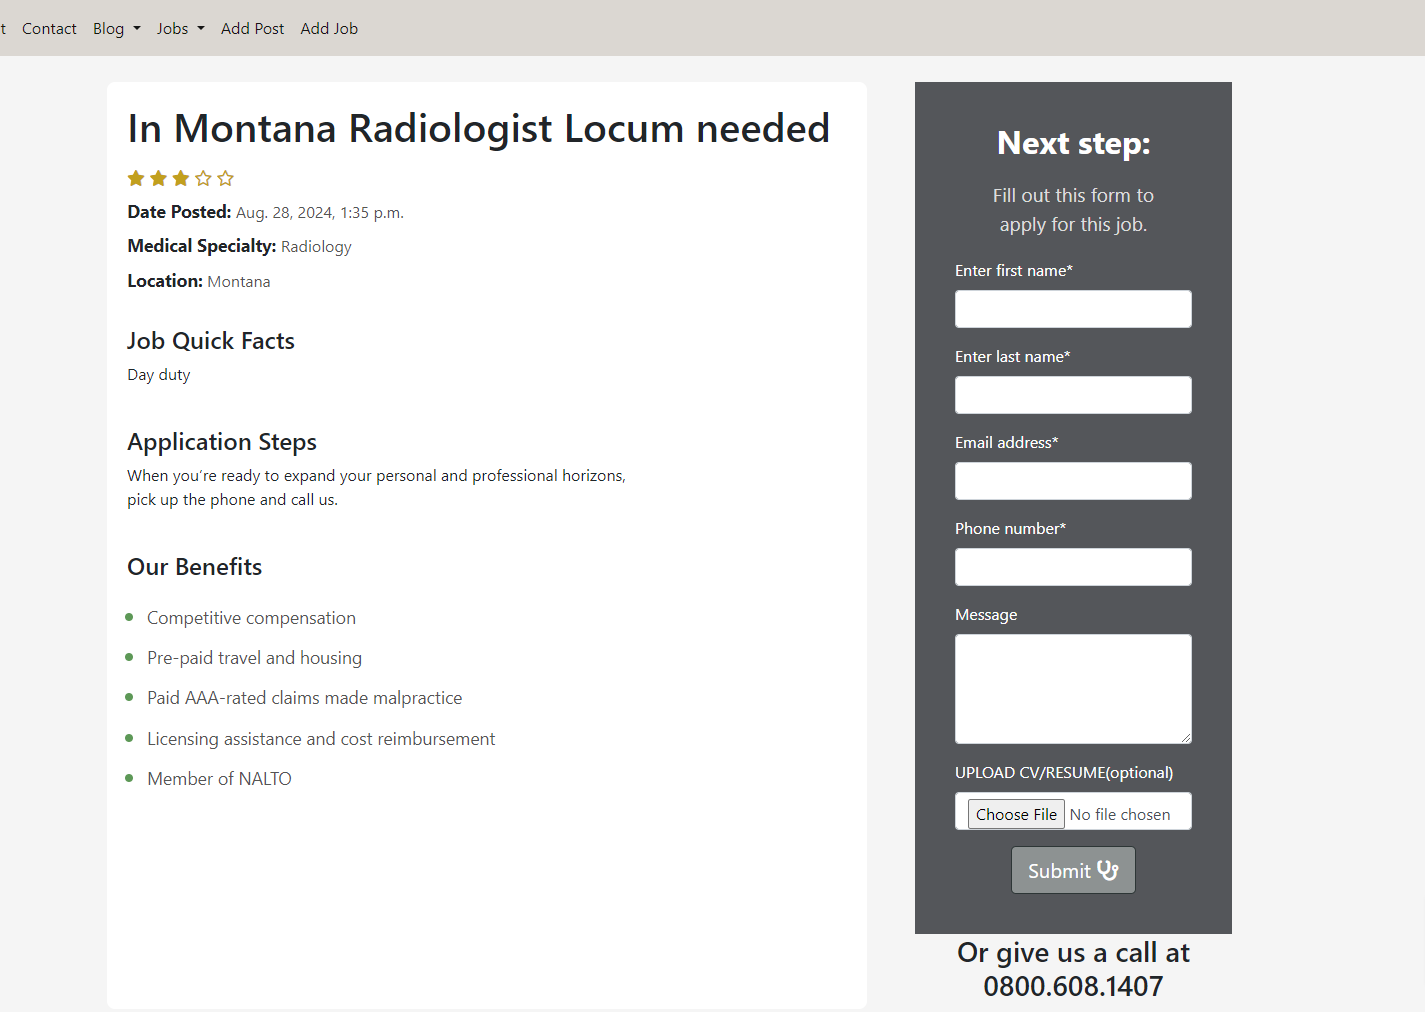 t Contact Blog Jobs Add Post Add Job
In Montana Radiologist Locum needed
Date Posted: Aug. 28, 2024, 1:35 p.m.
Medical Specialty: Radiology
Location: Montana
Job Quick Facts
Day duty
Application Steps
When you’re ready to expand your personal and professional horizons,
pick up the phone and call us.
Our Benefits
Competitive compensation
Pre-paid travel and housing
Paid AAA-rated claims made malpractice
Licensing assistance and cost reimbursement
Member of NALTO
Next step:
Fill out this form to
apply for this job.
Enter first name*
Enter last name*
Email address*
Phone number*
Message
UPLOAD CV/RESUME(optional)
Choose File No file chosen
Submit
Or give us a call at
0800.608.1407